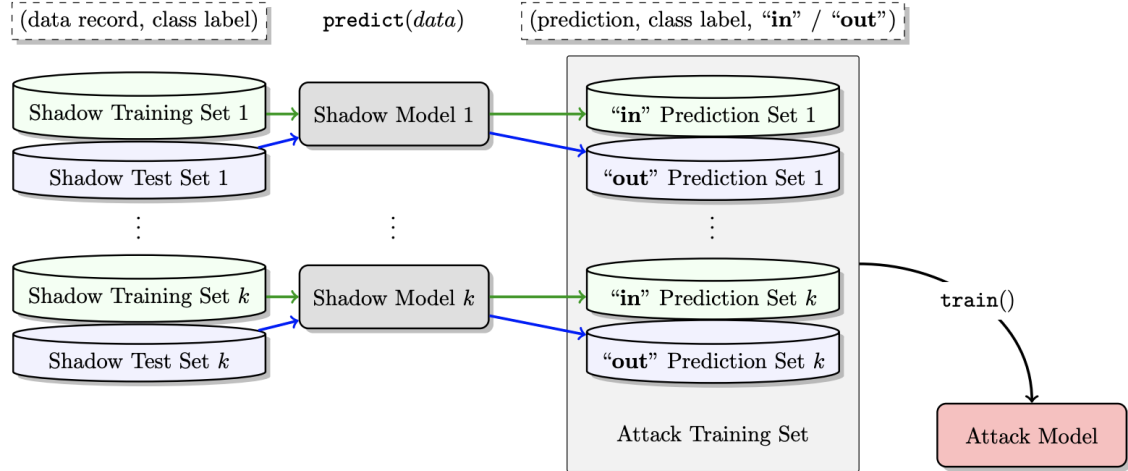 (data record, class label)
predict(data)
(prediction, class label, “in” / “out”)
Shadow Training Set 1
Shadow Model 1
“in” Prediction Set 1
Shadow Test Set 1
“out” Prediction Set 1
Shadow Training Set k
Shadow Model k
“in” Prediction Set k
train()
Shadow Test Set k
“out” Prediction Set k
Attack Training Set
Attack Model